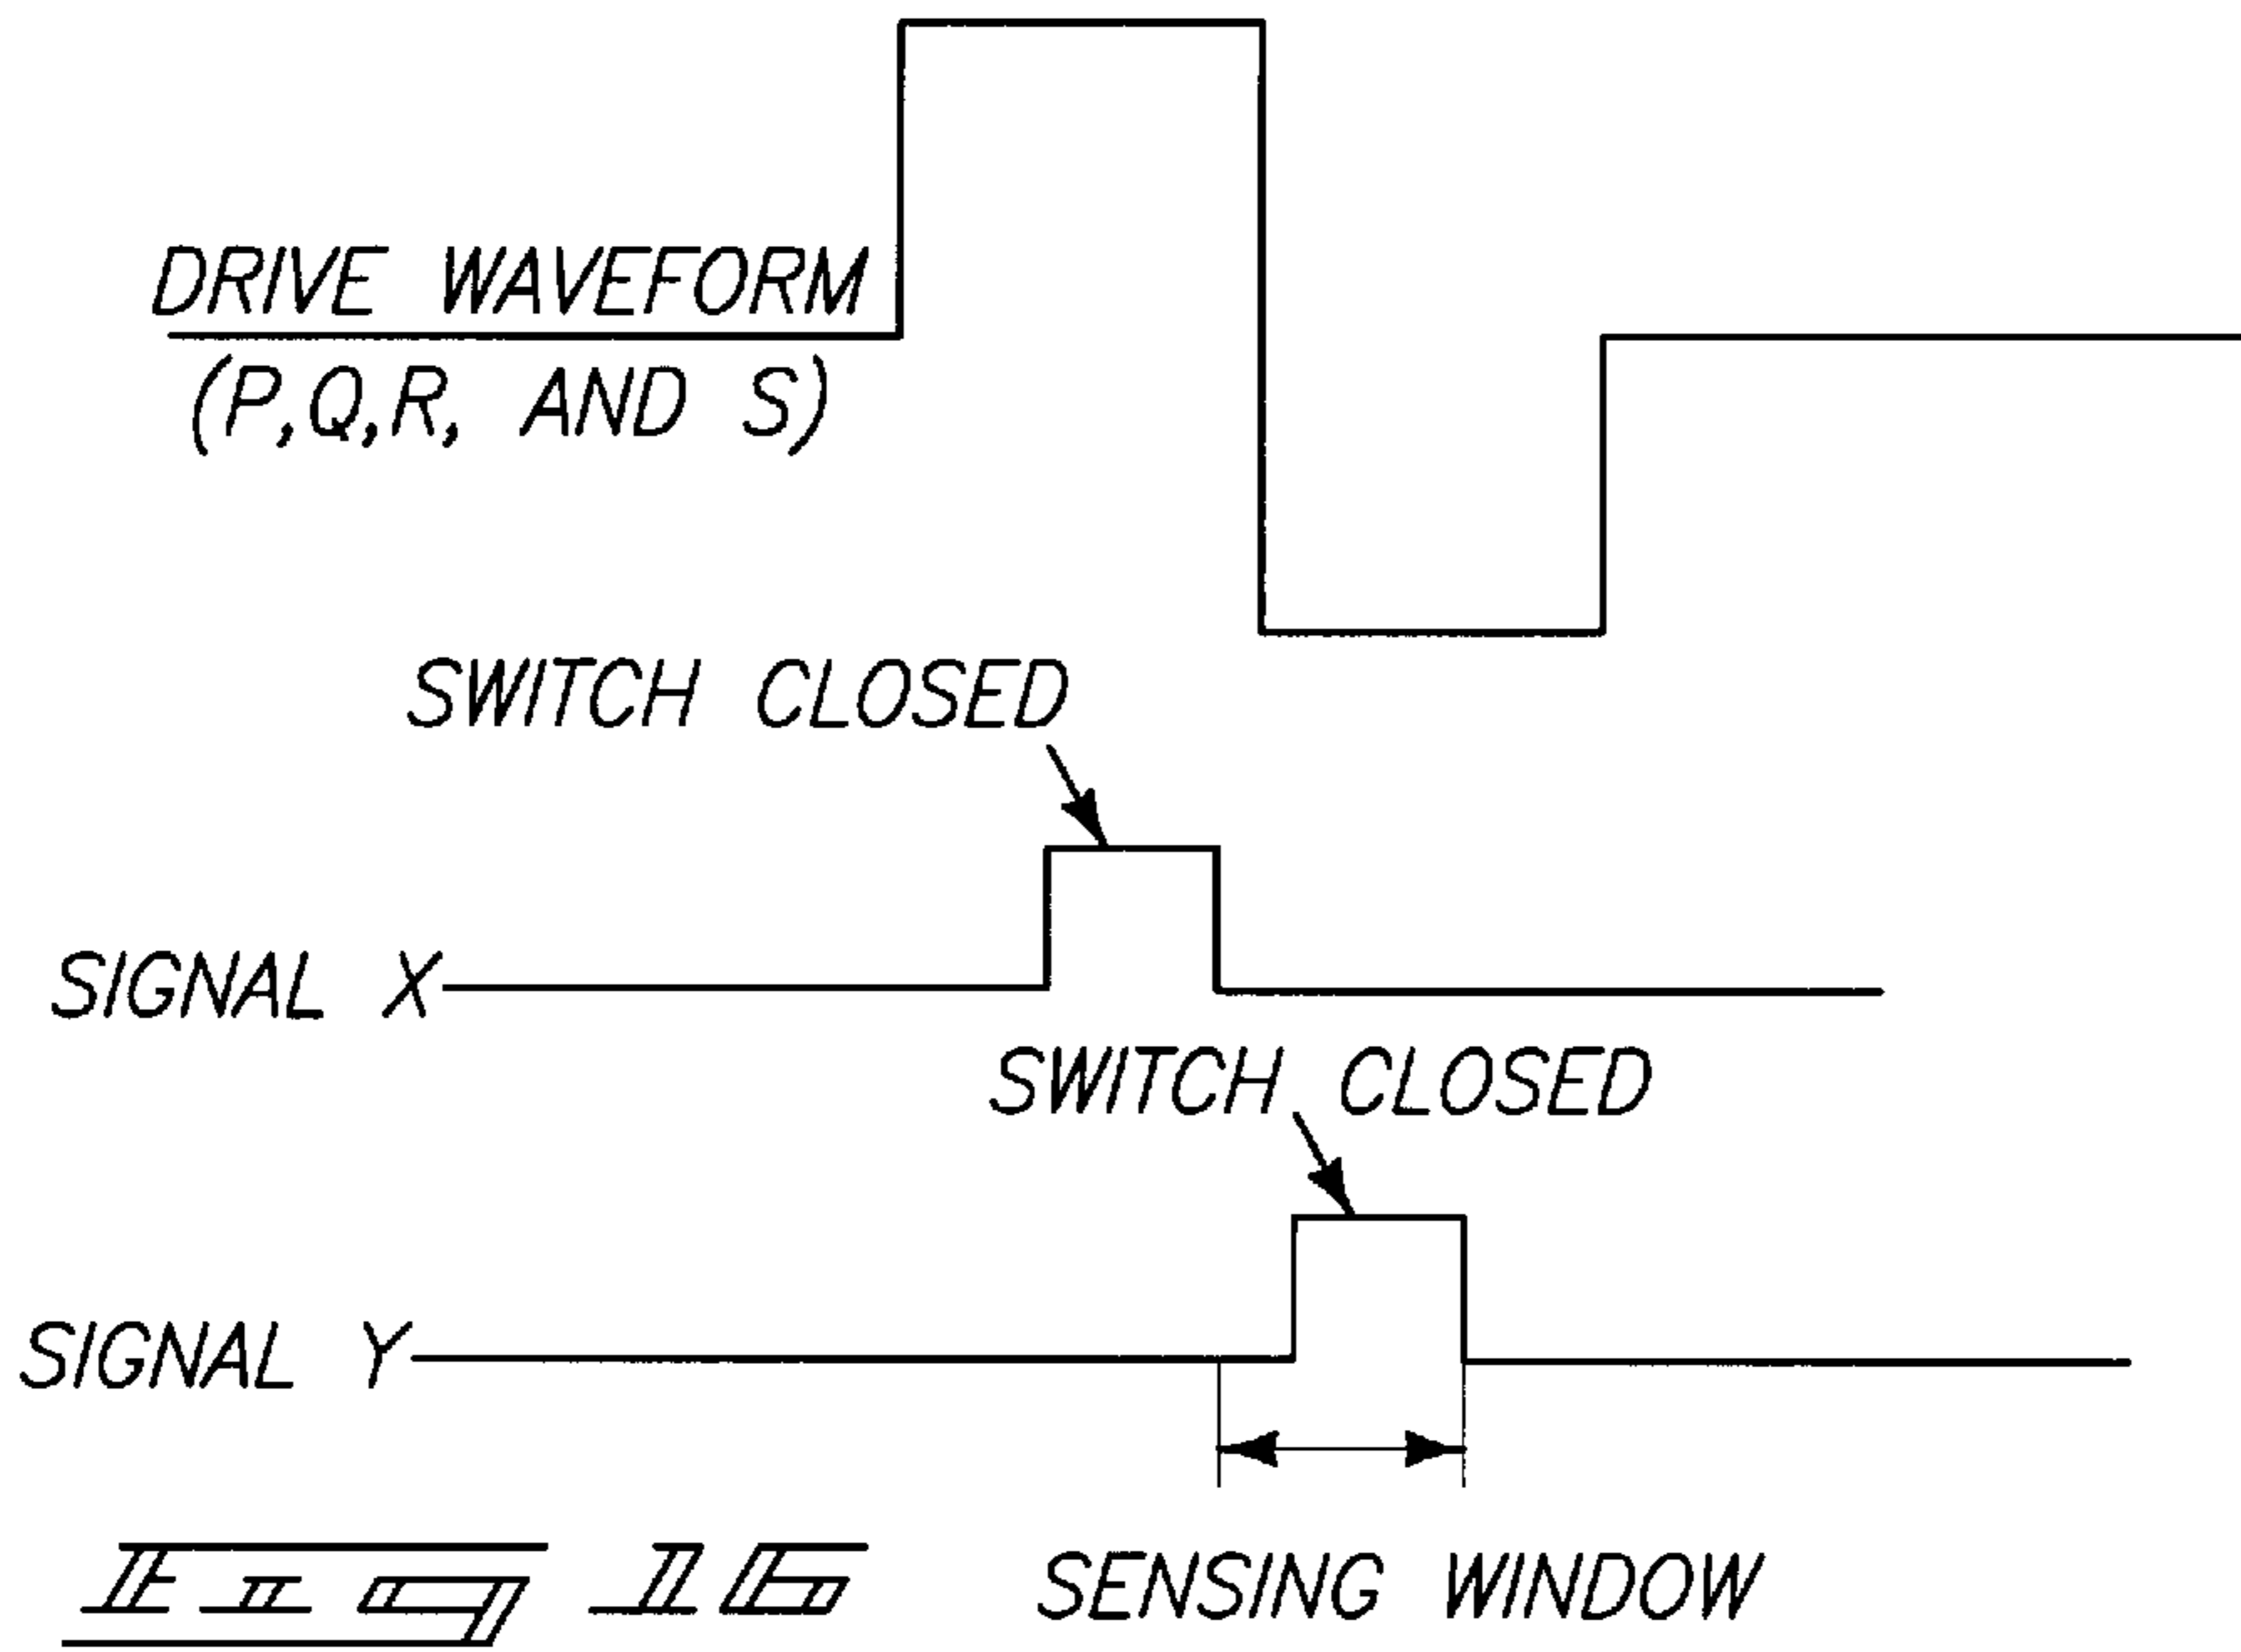 DRIVE WAVEFORM
(P,Q,R, AND S)
SWITCH CLOSED
SIGNAL X
SWITCH CLOSED
SIGNAL Y
SENSING WINDOW
Fig 16